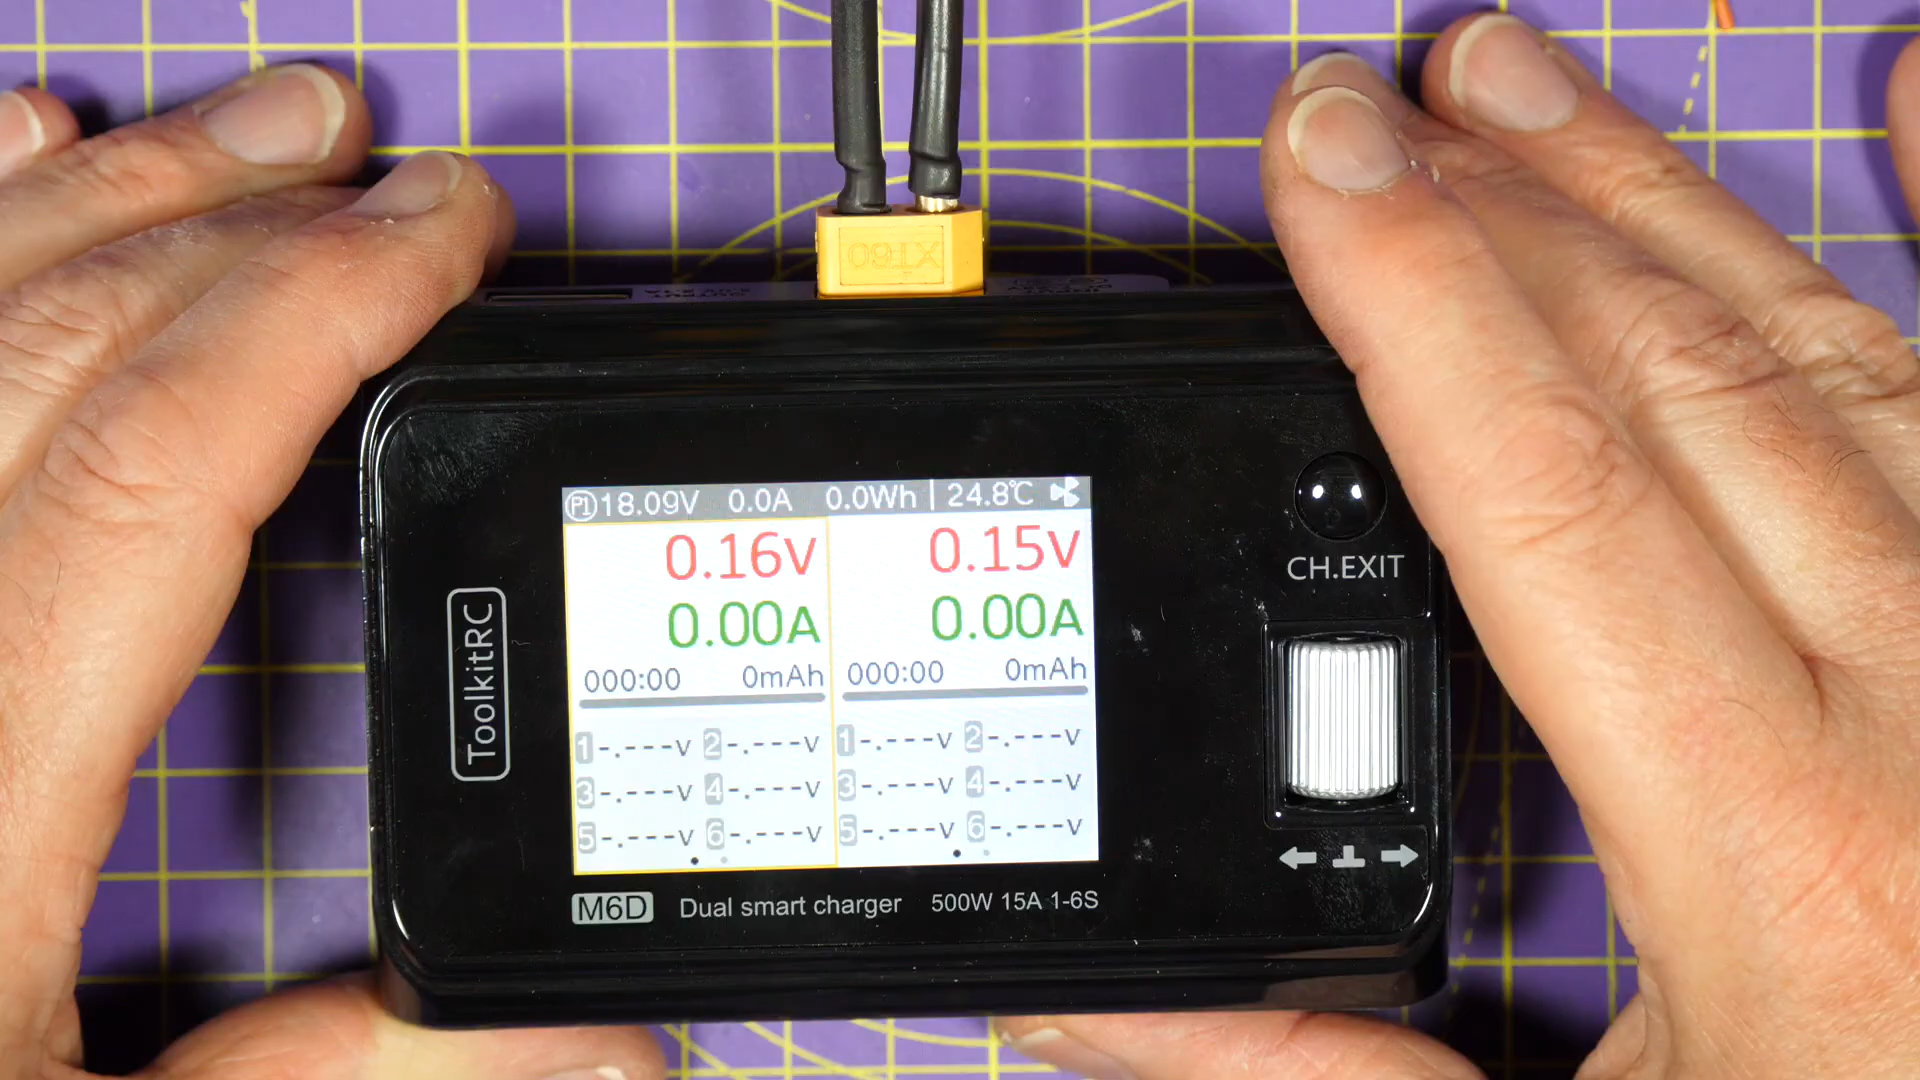 XT60
OUTPUT
INPUT
P1 18.09V 0.0A 0.0Wh | 24.8℃
0.16V 0.15V
0.00A 0.00A
000:00 0mAh 000:00 0mAh
1 -.---V 2 -.---V 1 -.---V 2 -.---V
3 -.---V 4 -.---V 3 -.---V 4 -.---V
5 -.---V 6 -.---V 5 -.---V 6 -.---V
ToolkitRC
CH.EXIT
M6D Dual smart charger 500W 15A 1-6S